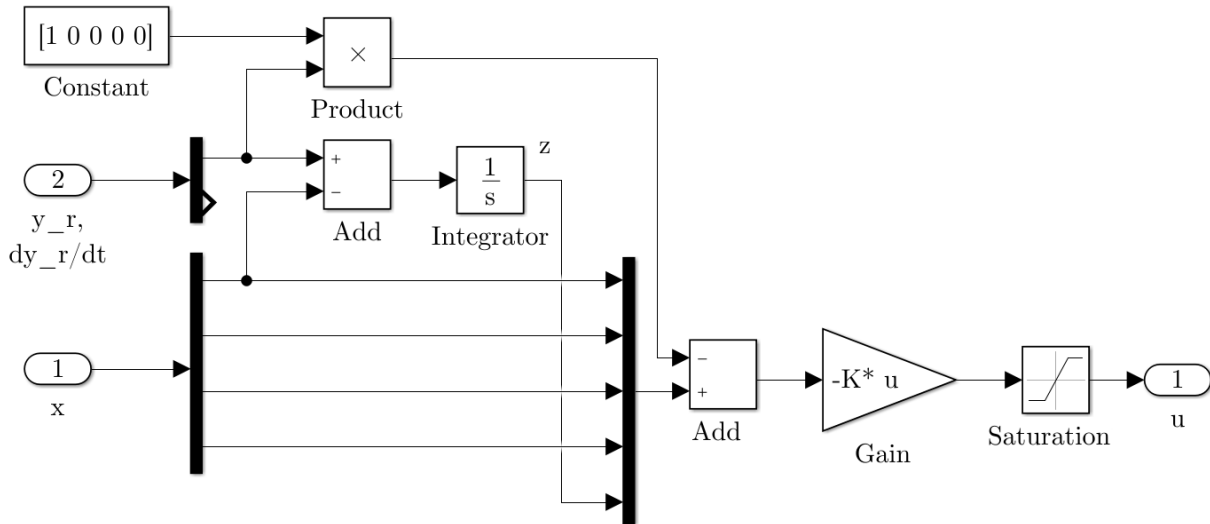 [1 0 0 0 0]
Constant
×
Product
2
y_r,
dy_r/dt
+
−
Add
1
s
Integrator
z
1
x
−
+
Add
-K* u
Gain
Saturation
1
u